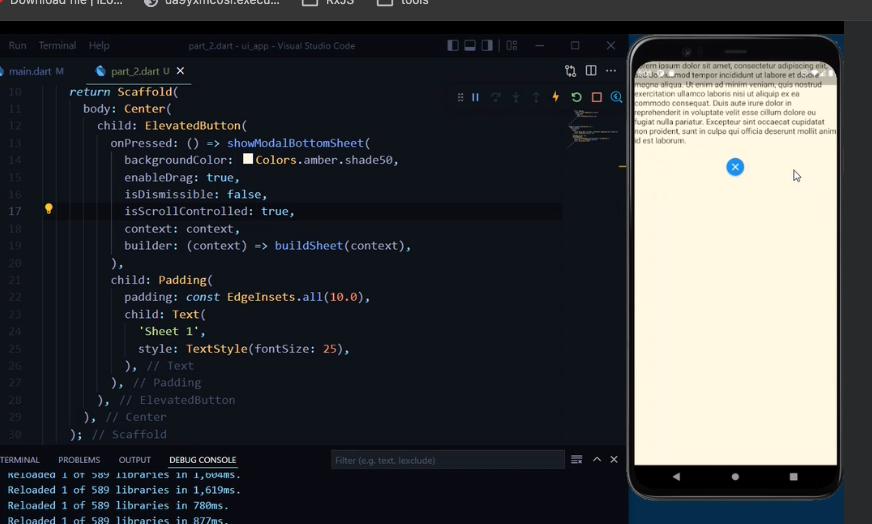 Download file | iLo...
ua9yxmc0si.execu...
RxJS
tools
Run Terminal Help
part_2.dart - ui_app - Visual Studio Code
main.dart M
part_2.dart U
10 return Scaffold(
11 body: Center(
12 child: ElevatedButton(
13 onPressed: () => showModalBottomSheet(
14 backgroundColor: Colors.amber.shade50,
15 enableDrag: true,
16 isDismissible: false,
17 isScrollControlled: true,
18 context: context,
19 builder: (context) => buildSheet(context),
20 ),
21 child: Padding(
22 padding: const EdgeInsets.all(10.0),
23 child: Text(
24 'Sheet 1',
25 style: TextStyle(fontSize: 25),
26 ), // Text
27 ), // Padding
28 ), // ElevatedButton
29 ), // Center
30 ); // Scaffold
TERMINAL PROBLEMS OUTPUT DEBUG CONSOLE
Filter (e.g. text, !exclude)
Reloaded 1 of 589 libraries in 1,604ms.
Reloaded 1 of 589 libraries in 1,619ms.
Reloaded 1 of 589 libraries in 780ms.
Reloaded 1 of 589 libraries in 877ms.
Lorem ipsum dolor sit amet, consectetur adipiscing elit,
sed do eiusmod tempor incididunt ut labore et dolore
magna aliqua. Ut enim ad minim veniam, quis nostrud
exercitation ullamco laboris nisi ut aliquip ex ea
commodo consequat. Duis aute irure dolor in
reprehenderit in voluptate velit esse cillum dolore eu
fugiat nulla pariatur. Excepteur sint occaecat cupidatat
non proident, sunt in culpa qui officia deserunt mollit anim
id est laborum.